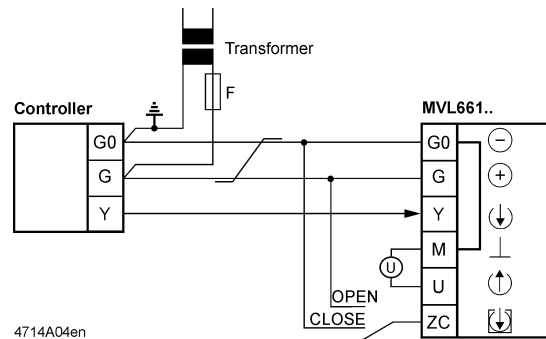 Transformer
F
Controller
MVL661..
G0
G
Y
G0
G
Y
M
U
ZC
U
OPEN
CLOSE
4714A04en